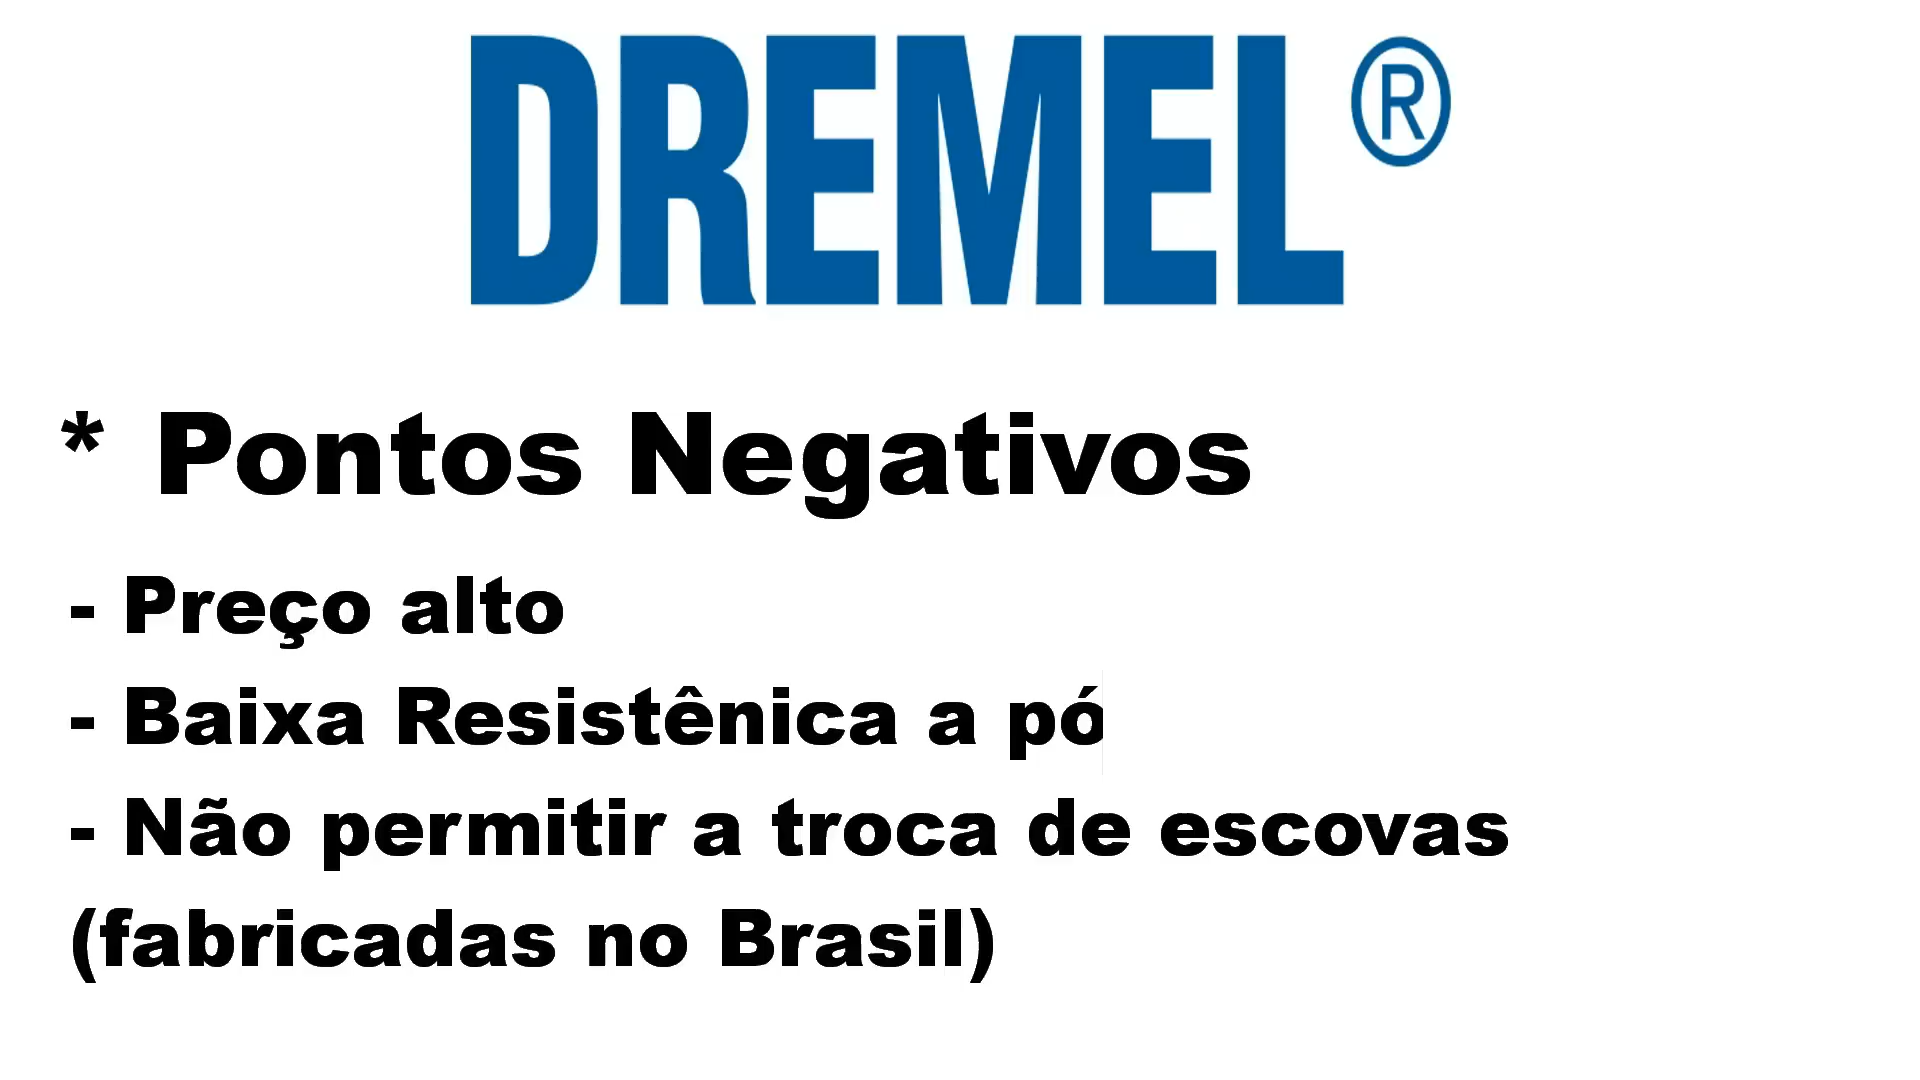 DREMEL®
* Pontos Negativos
- Preço alto
- Baixa Resistênica a pó
- Não permitir a troca de escovas
(fabricadas no Brasil)